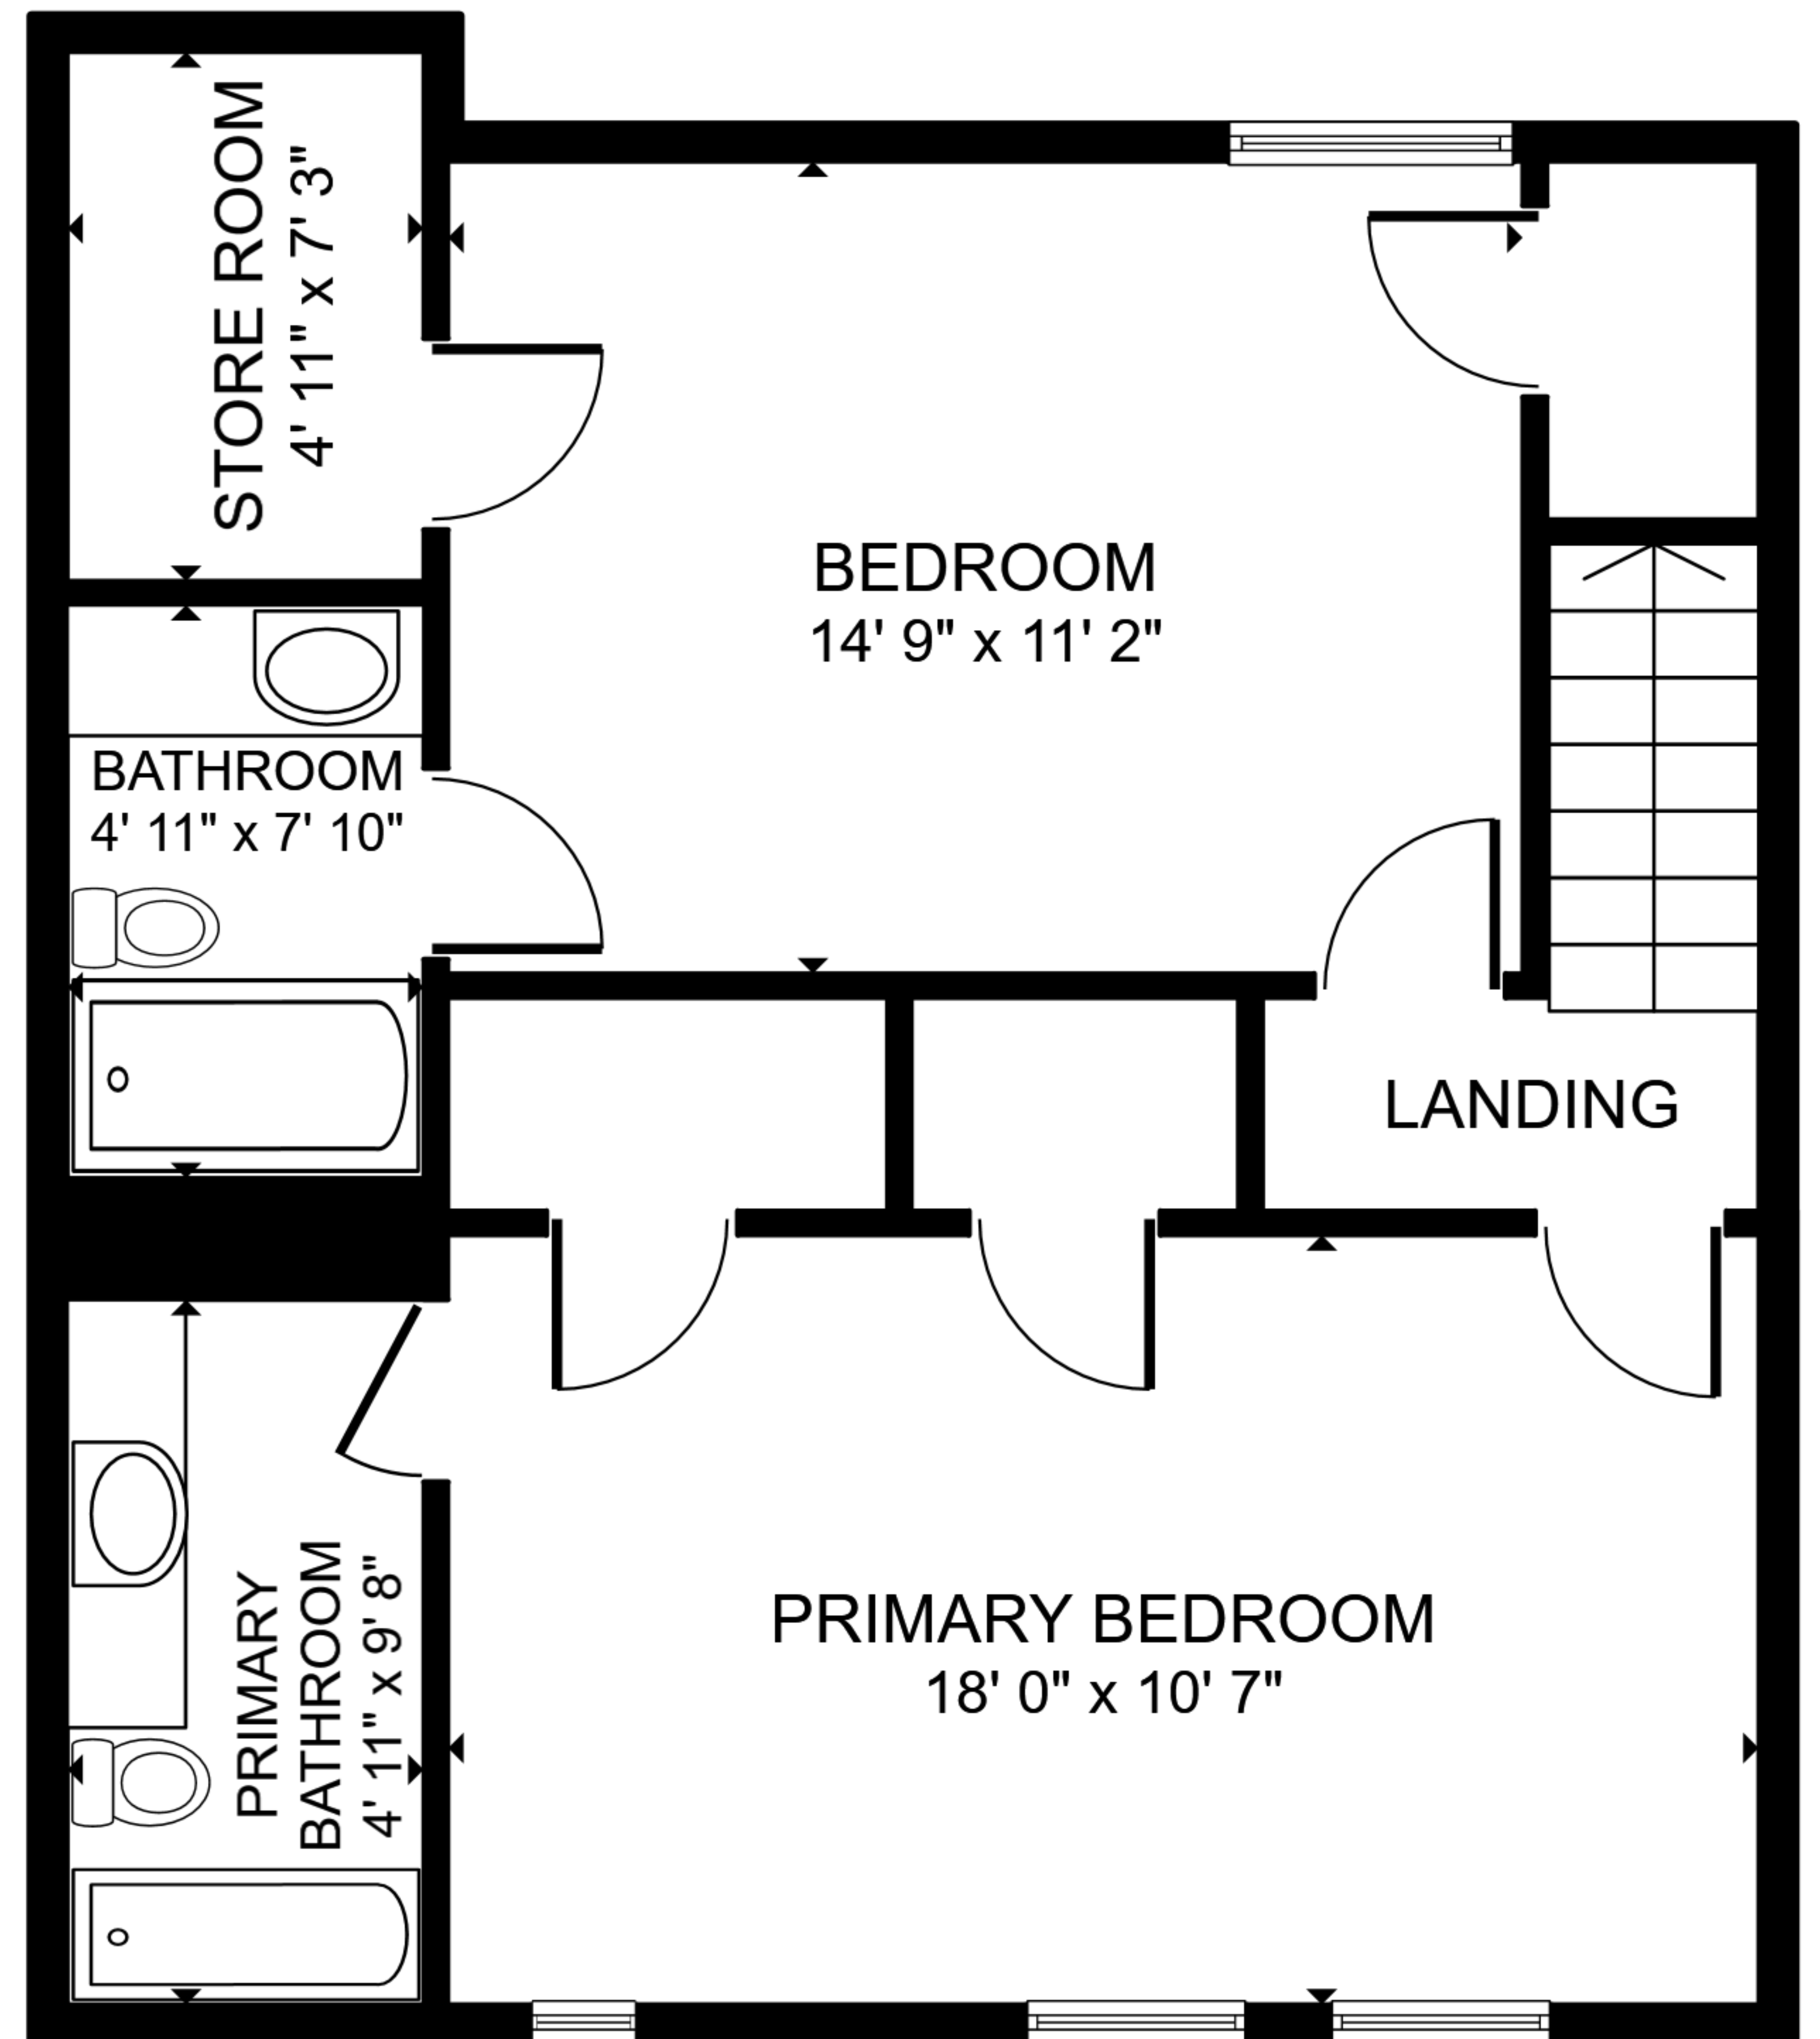 STORE ROOM
4' 11" x 7' 3"
BEDROOM
14' 9" x 11' 2"
BATHROOM
4' 11" x 7' 10"
LANDING
PRIMARY
BATHROOM
4' 11" x 9' 8"
PRIMARY BEDROOM
18' 0" x 10' 7"